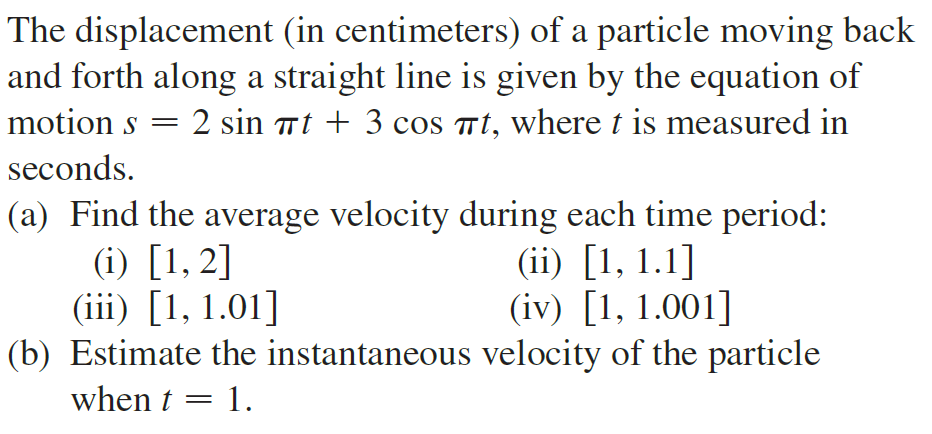 The displacement (in centimeters) of a particle moving back
and forth along a straight line is given by the equation of
motion s = 2 sin πt + 3 cos πt, where t is measured in
seconds.
(a) Find the average velocity during each time period:
(i) [1, 2] (ii) [1, 1.1]
(iii) [1, 1.01] (iv) [1, 1.001]
(b) Estimate the instantaneous velocity of the particle
when t = 1.